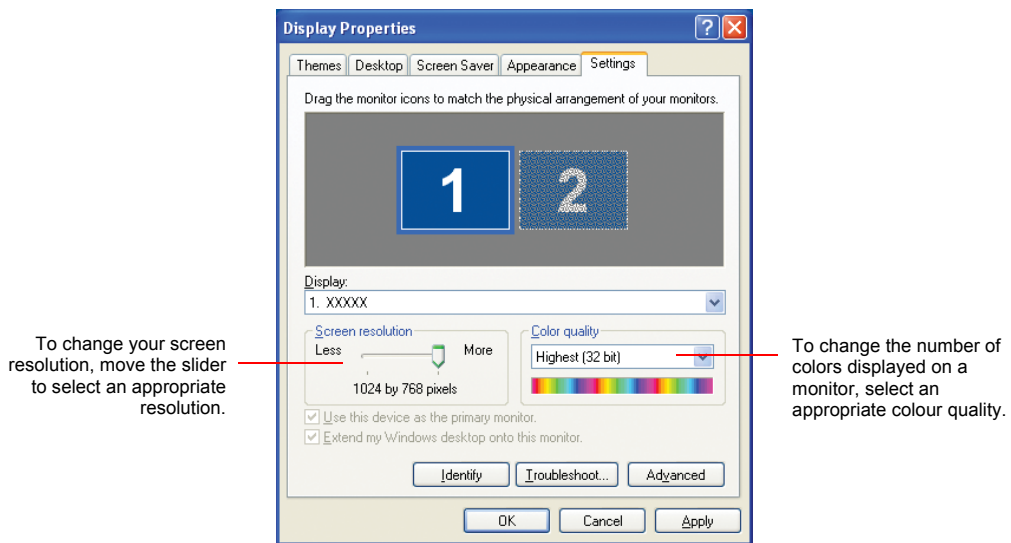 Display Properties
Themes Desktop Screen Saver Appearance Settings
Drag the monitor icons to match the physical arrangement of your monitors.
1 2
Display:
1. XXXXX
Screen resolution
Less More
1024 by 768 pixels
Color quality
Highest (32 bit)
Use this device as the primary monitor.
Extend my Windows desktop onto this monitor.
Identify Troubleshoot... Advanced
OK Cancel Apply
To change your screen
resolution, move the slider
to select an appropriate
resolution.
To change the number of
colors displayed on a
monitor, select an
appropriate colour quality.